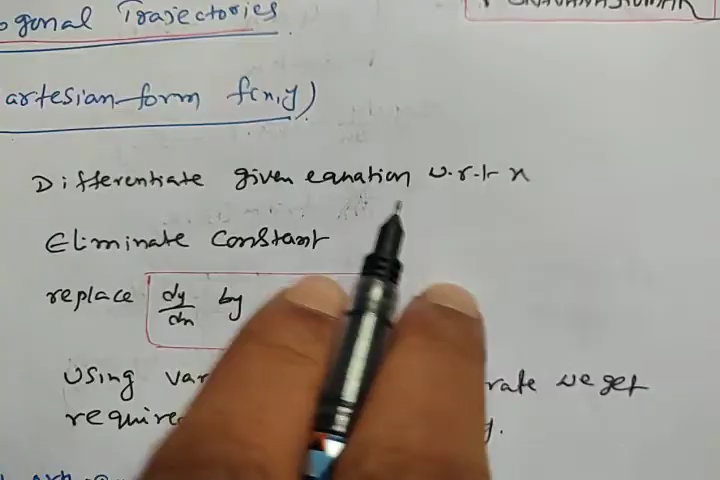 ogonal Trajectories
artesian-form f(x,y)
Differentiate given equation w.r.t x
Eliminate Constant
replace dy/dx by
Using var rate we get
require y.